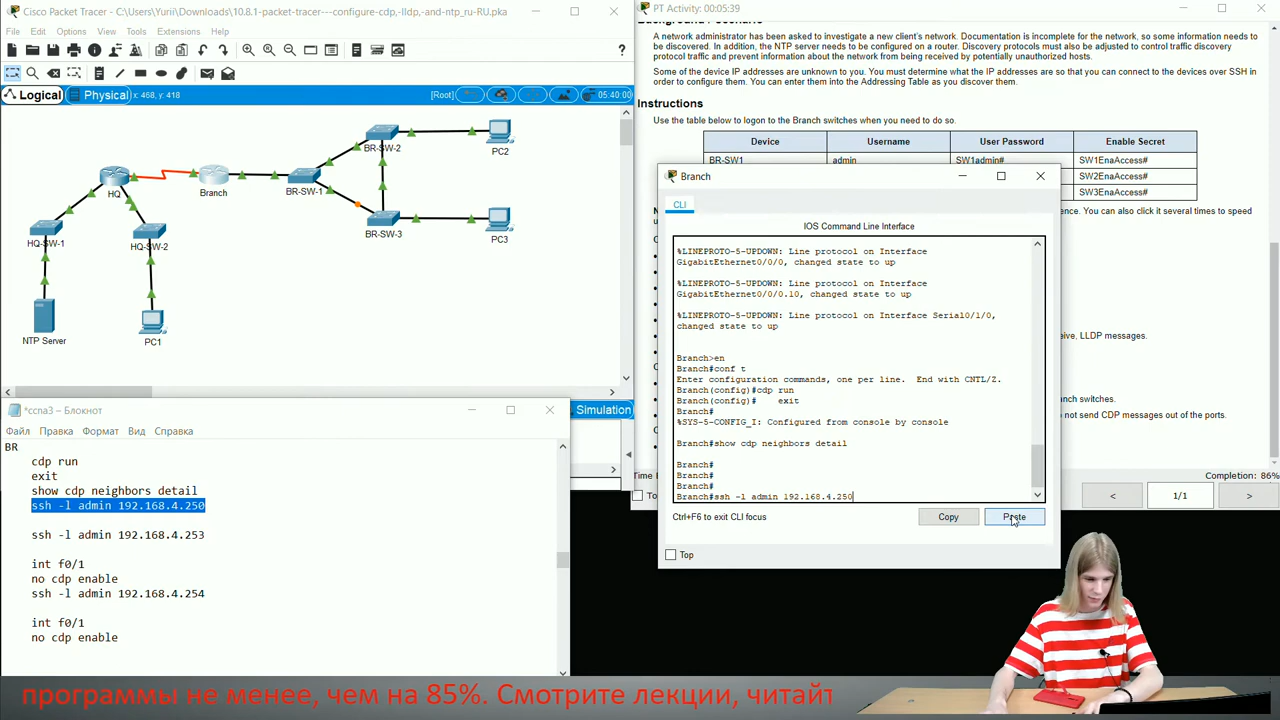 Cisco Packet Tracer - C:\Users\Yurii\Downloads\10.8.1-packet-tracer---configure-cdp,-lldp,-and-ntp_ru-RU.pka
File Edit Options View Tools Extensions Help
?
Logical Physical x: 468, y: 418 [Root] 05:40:00
PC2
BR-SW-2
HQ
Branch
BR-SW-1
BR-SW-3
PC3
HQ-SW-1
HQ-SW-2
NTP Server
PC1
Simulation
*ccna3 – Блокнот
Файл Правка Формат Вид Справка
BR
cdp run
exit
show cdp neighbors detail
ssh -l admin 192.168.4.250
ssh -l admin 192.168.4.253
int f0/1
no cdp enable
ssh -l admin 192.168.4.254
int f0/1
no cdp enable
PT Activity: 00:05:39
Background / Scenario
A network administrator has been asked to investigate a new client's network. Documentation is incomplete for the network, so some information needs to
be discovered. In addition, the NTP server needs to be configured on a router. Discovery protocols must also be adjusted to control traffic discovery
protocol traffic and prevent information about the network from being received by potentially unauthorized hosts.
Some of the device IP addresses are unknown to you. You must determine what the IP addresses are so that you can connect to the devices over SSH in
order to configure them. You can enter them into the Addressing Table as you discover them.
Instructions
Use the table below to logon to the Branch switches when you need to do so.
Device Username User Password Enable Secret
BR-SW1 admin SW1admin# SW1EnaAccess#
SW2EnaAccess#
SW3EnaAccess#
ence. You can also click it several times to speed
eive, LLDP messages.
anch switches.
not send CDP messages out of the ports.
Completion: 86%
< 1/1 >
Branch
CLI
IOS Command Line Interface
%LINEPROTO-5-UPDOWN: Line protocol on Interface
GigabitEthernet0/0/0, changed state to up
%LINEPROTO-5-UPDOWN: Line protocol on Interface
GigabitEthernet0/0/0.10, changed state to up
%LINEPROTO-5-UPDOWN: Line protocol on Interface Serial0/1/0,
changed state to up
Branch>en
Branch#conf t
Enter configuration commands, one per line. End with CNTL/Z.
Branch(config)#cdp run
Branch(config)# exit
Branch#
%SYS-5-CONFIG_I: Configured from console by console
Branch#show cdp neighbors detail
Branch#
Branch#
Branch#
Branch#ssh -l admin 192.168.4.250
Ctrl+F6 to exit CLI focus Copy Paste
Top
программы не менее, чем на 85%. Смотрите лекции, читайт